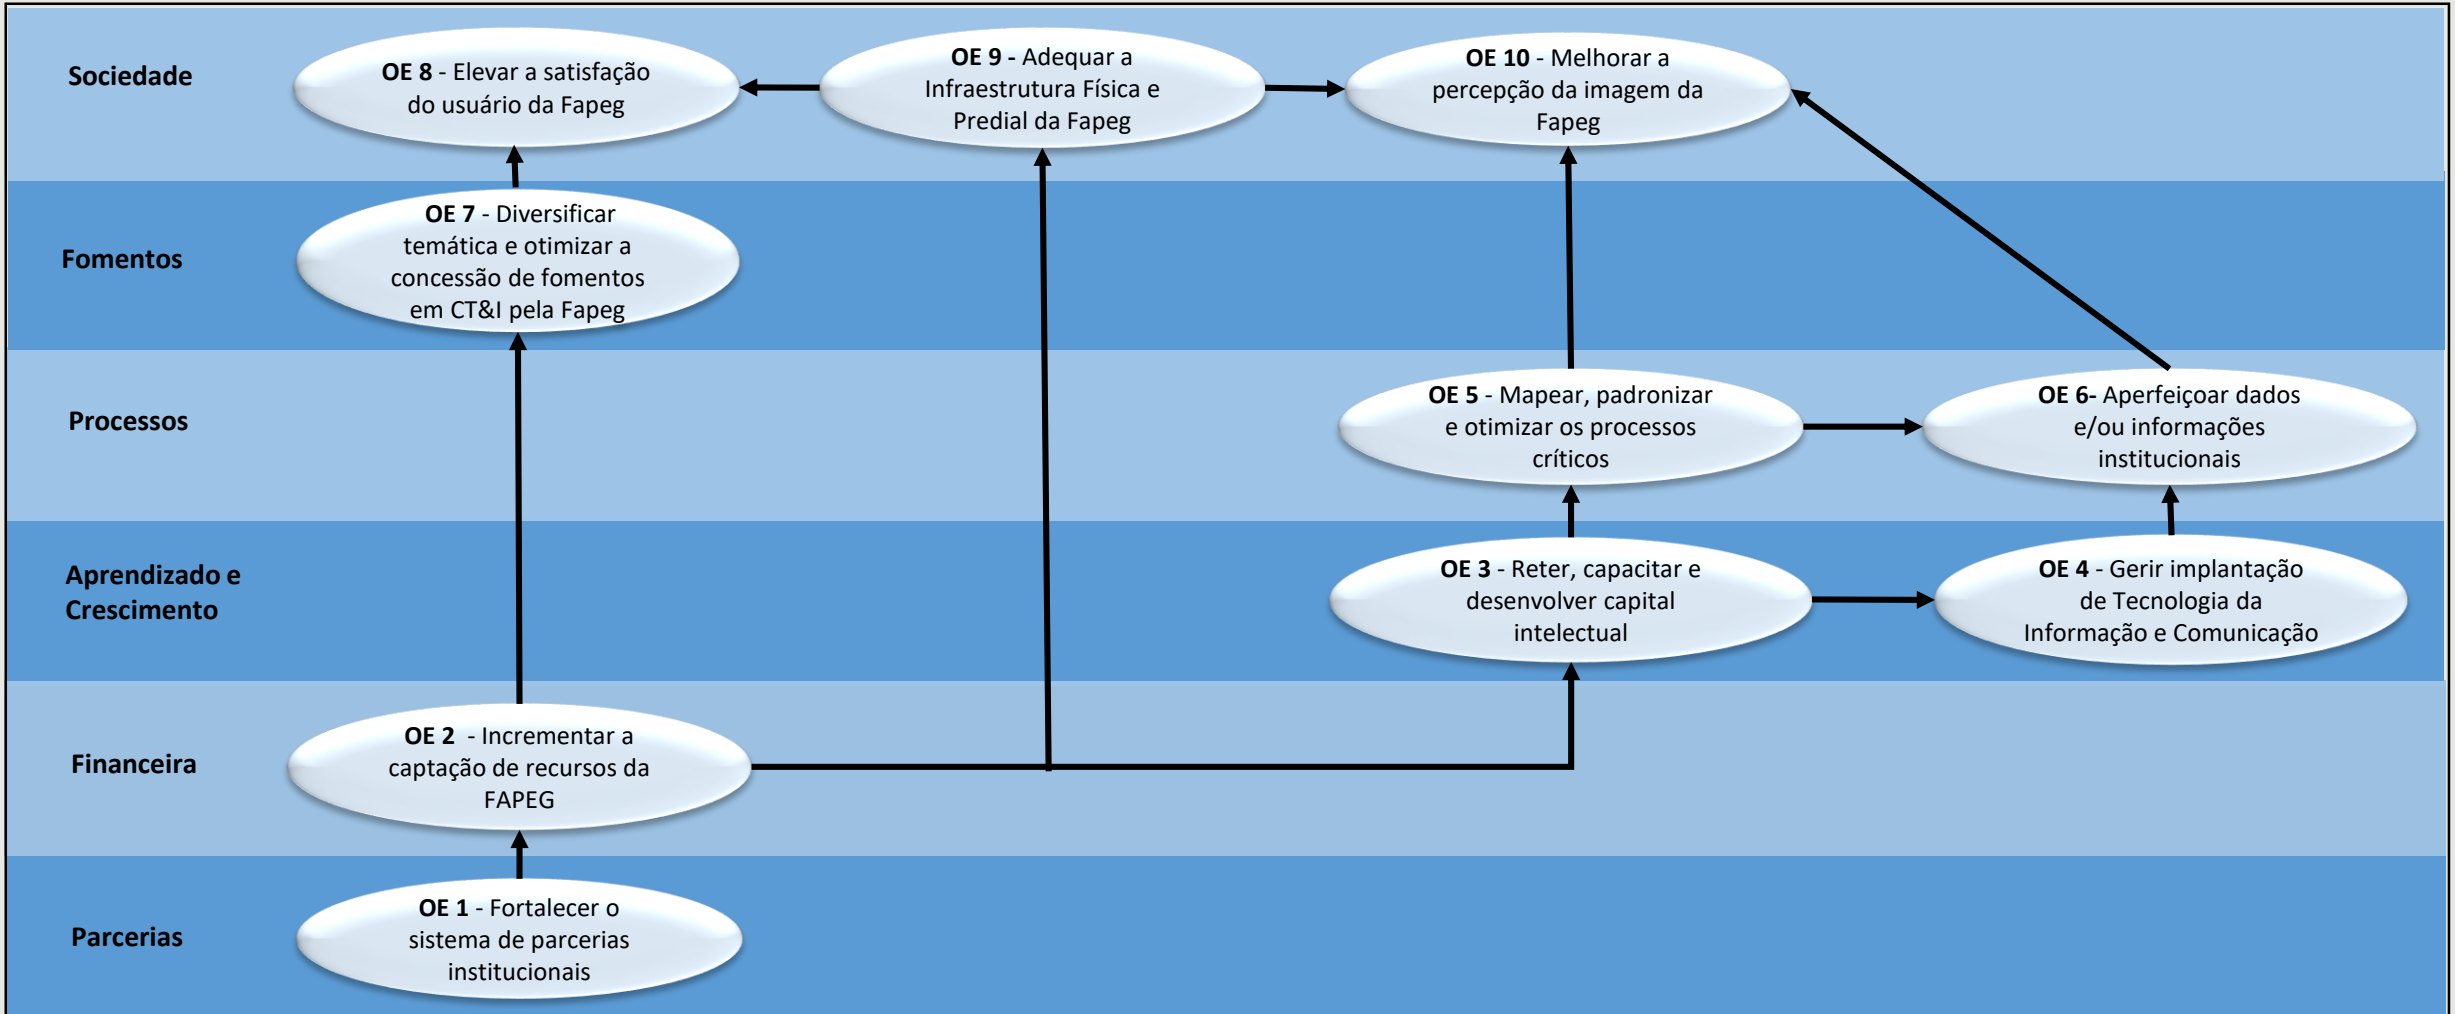 Sociedade
OE 8 - Elevar a satisfação
do usuário da Fapeg
OE 9 - Adequar a
Infraestrutura Física e
Predial da Fapeg
OE 10 - Melhorar a
percepção da imagem da
Fapeg
Fomentos
OE 7 - Diversificar
temática e otimizar a
concessão de fomentos
em CT&I pela Fapeg
Processos
OE 5 - Mapear, padronizar
e otimizar os processos
críticos
OE 6- Aperfeiçoar dados
e/ou informações
institucionais
Aprendizado e
Crescimento
OE 3 - Reter, capacitar e
desenvolver capital
intelectual
OE 4 - Gerir implantação
de Tecnologia da
Informação e Comunicação
Financeira
OE 2 - Incrementar a
captação de recursos da
FAPEG
Parcerias
OE 1 - Fortalecer o
sistema de parcerias
institucionais